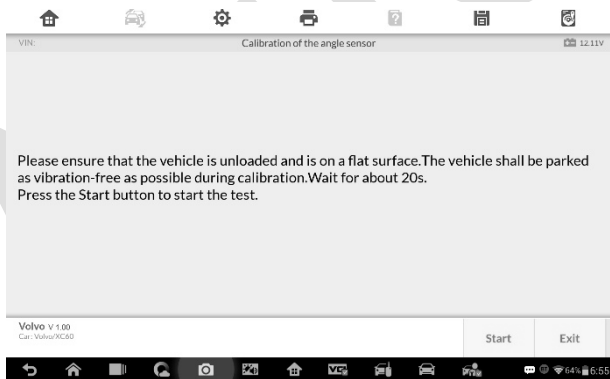 VIN:
Calibration of the angle sensor
12.11V
Please ensure that the vehicle is unloaded and is on a flat surface.The vehicle shall be parked
as vibration-free as possible during calibration.Wait for about 20s.
Press the Start button to start the test.
Volvo V 1.00
Car: Volvo/XC60
Start
Exit
64%
6:55